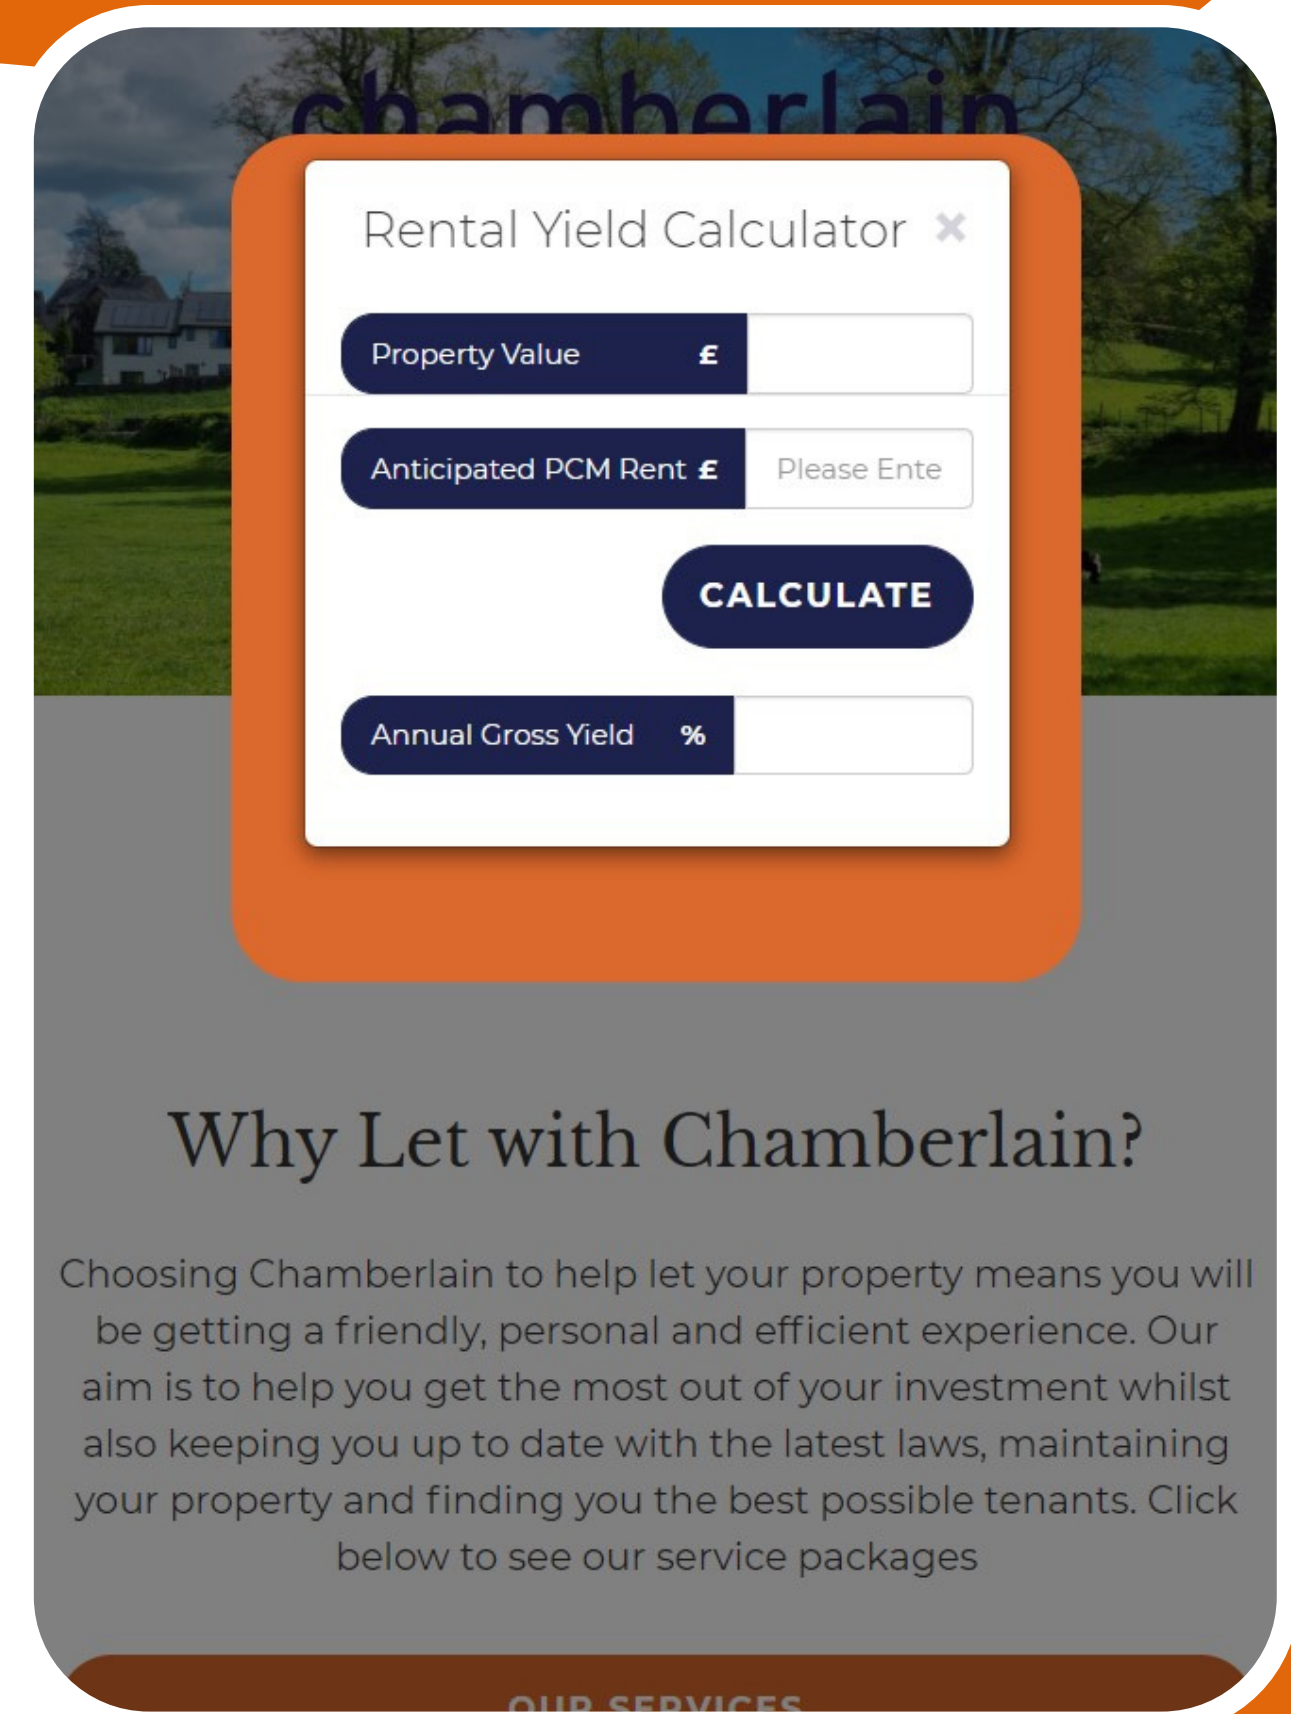 chamberlain
Rental Yield Calculator ×
Property Value £
Anticipated PCM Rent £ Please Ente
CALCULATE
Annual Gross Yield %
Why Let with Chamberlain?
Choosing Chamberlain to help let your property means you will
be getting a friendly, personal and efficient experience. Our
aim is to help you get the most out of your investment whilst
also keeping you up to date with the latest laws, maintaining
your property and finding you the best possible tenants. Click
below to see our service packages
OUR SERVICES